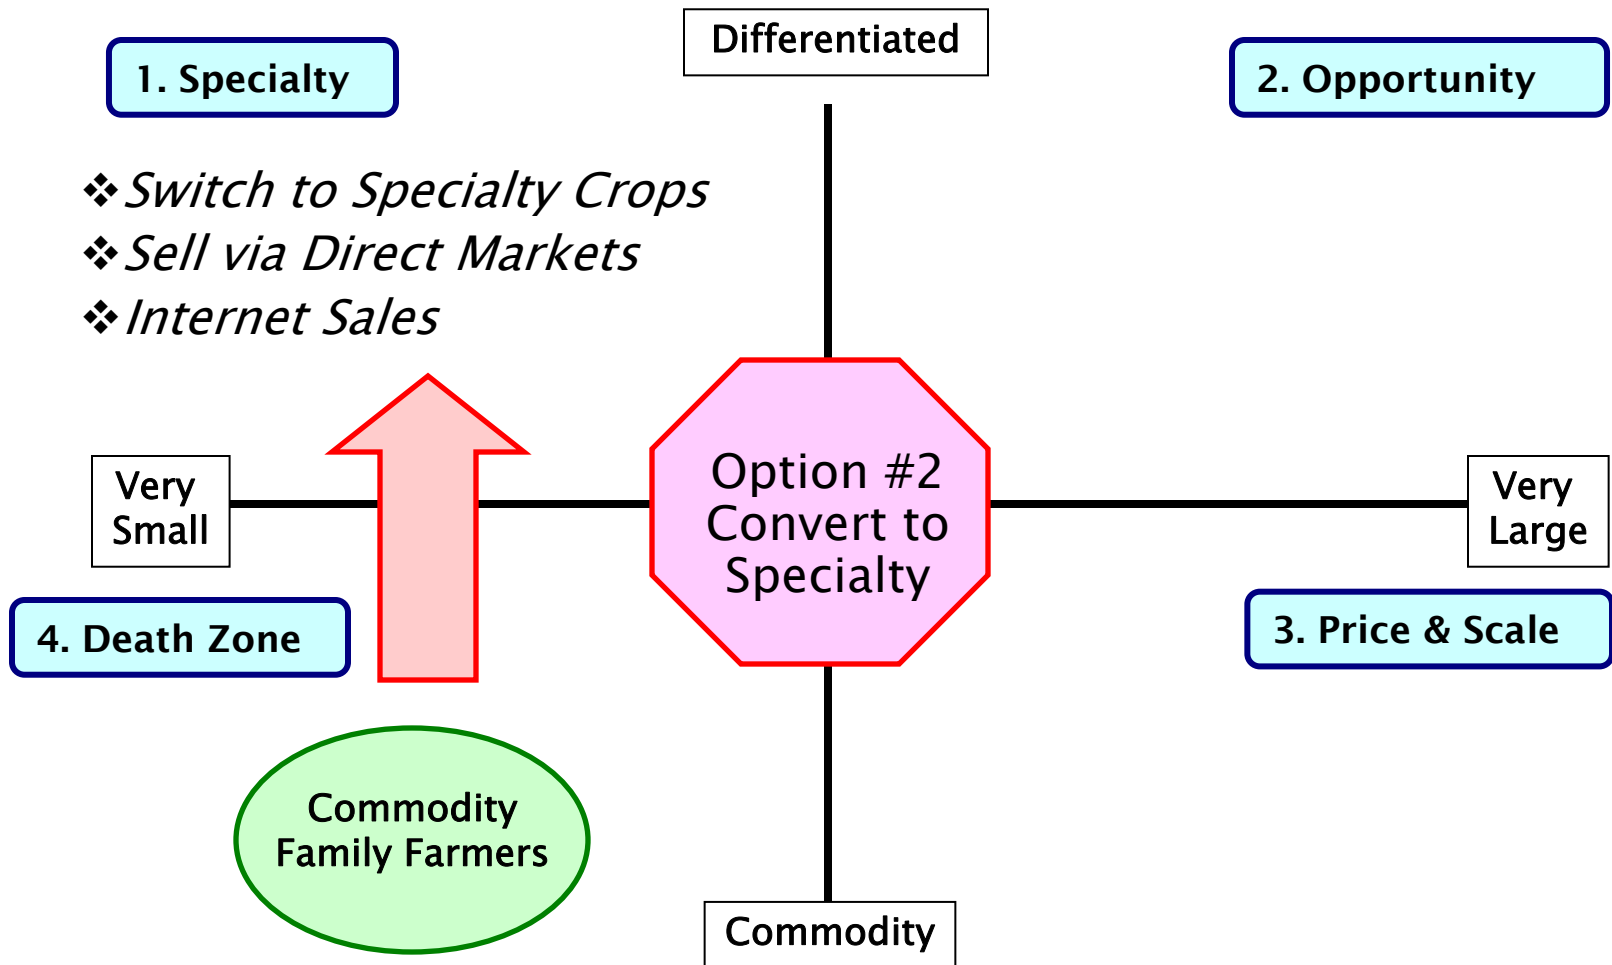 Differentiated
1. Specialty
2. Opportunity
❖Switch to Specialty Crops
❖Sell via Direct Markets
❖Internet Sales
Very
Small
Option #2
Convert to
Specialty
Very
Large
4. Death Zone
3. Price & Scale
Commodity
Family Farmers
Commodity